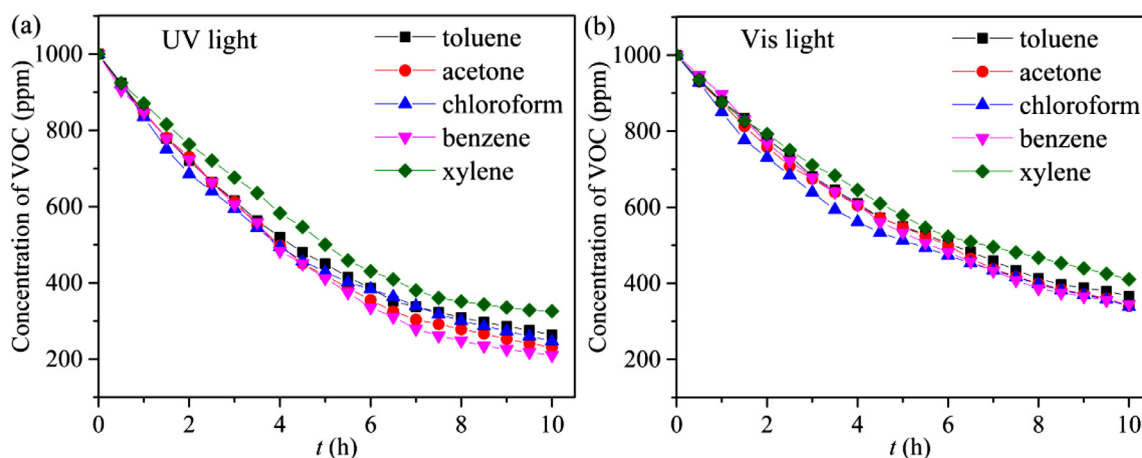 (a)
UV light
toluene
acetone
chloroform
benzene
xylene
Concentration of VOC (ppm)
1000
800
600
400
200
0
2
4
6
8
10
t (h)
(b)
Vis light
toluene
acetone
chloroform
benzene
xylene
Concentration of VOC (ppm)
1000
800
600
400
200
0
2
4
6
8
10
t (h)